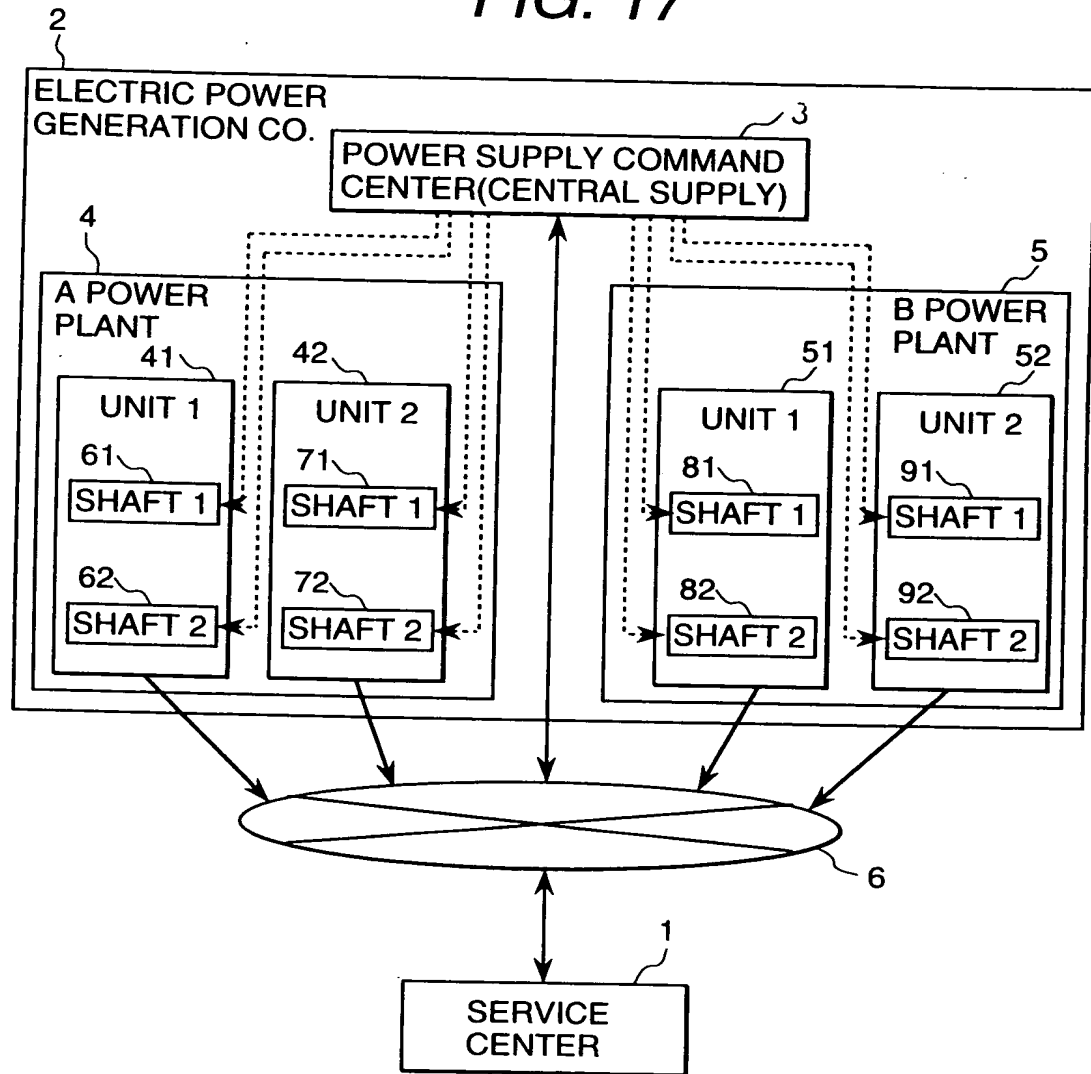 FIG. 17
2
ELECTRIC POWER
GENERATION CO.
3
POWER SUPPLY COMMAND
CENTER(CENTRAL SUPPLY)
4
A POWER
PLANT
5
B POWER
PLANT
41
UNIT 1
61
SHAFT 1
62
SHAFT 2
42
UNIT 2
71
SHAFT 1
72
SHAFT 2
51
UNIT 1
81
SHAFT 1
82
SHAFT 2
52
UNIT 2
91
SHAFT 1
92
SHAFT 2
6
1
SERVICE
CENTER